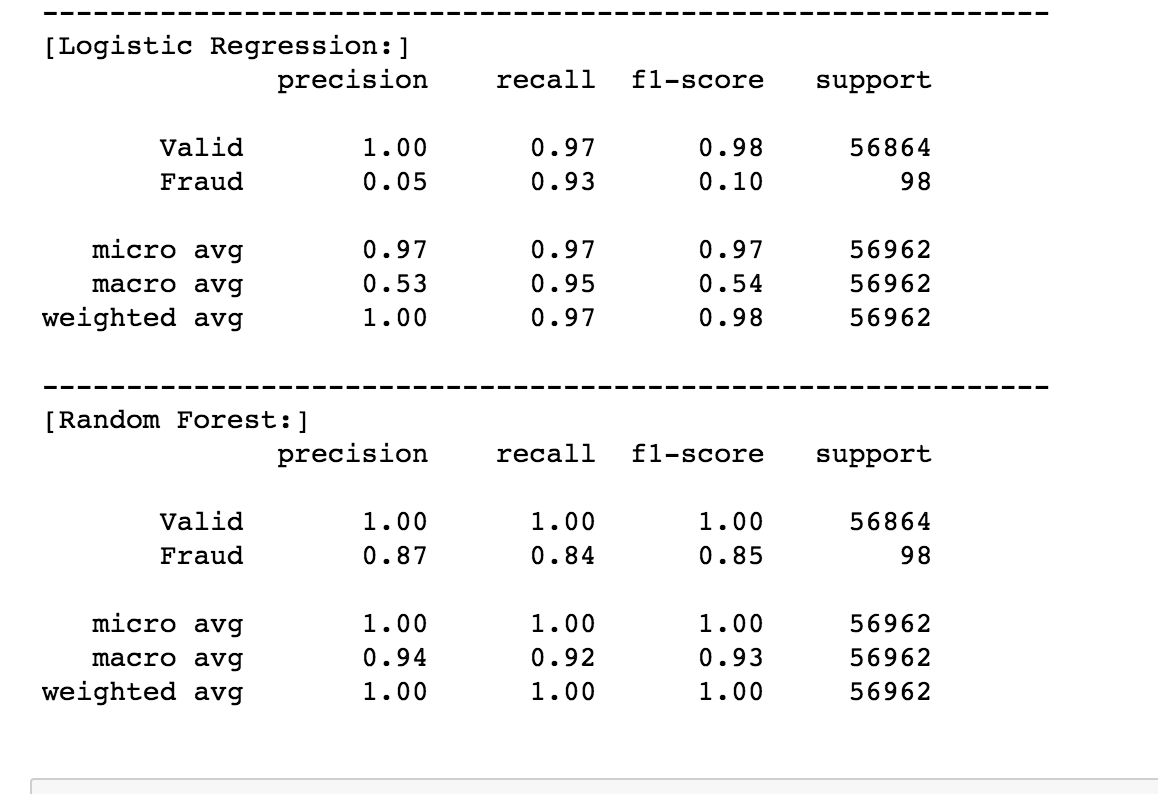 ------------------------------------------------------------
[Logistic Regression:]
              precision    recall  f1-score   support

       Valid       1.00      0.97      0.98     56864
       Fraud       0.05      0.93      0.10        98

   micro avg       0.97      0.97      0.97     56962
   macro avg       0.53      0.95      0.54     56962
weighted avg       1.00      0.97      0.98     56962

------------------------------------------------------------
[Random Forest:]
              precision    recall  f1-score   support

       Valid       1.00      1.00      1.00     56864
       Fraud       0.87      0.84      0.85        98

   micro avg       1.00      1.00      1.00     56962
   macro avg       0.94      0.92      0.93     56962
weighted avg       1.00      1.00      1.00     56962